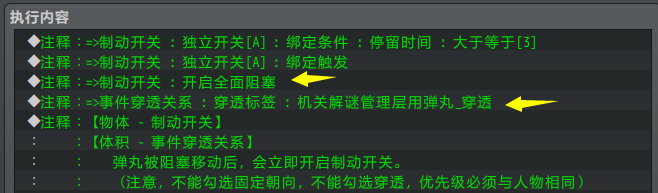 执行内容
◆注释：=>制动开关 : 独立开关[A] : 绑定条件 : 停留时间 : 大于等于[3]
◆注释：=>制动开关 : 独立开关[A] : 绑定触发
◆注释：=>制动开关 : 开启全面阻塞
◆注释：=>事件穿透关系 : 穿透标签 : 机关解谜管理层用弹丸_穿透
◆注释：【物体 - 制动开关】
：　　：【体积 - 事件穿透关系】
：　　：　弹丸被阻塞移动后，会立即开启制动开关。
：　　：　（注意，不能勾选固定朝向，不能勾选穿透，优先级必须与人物相同）